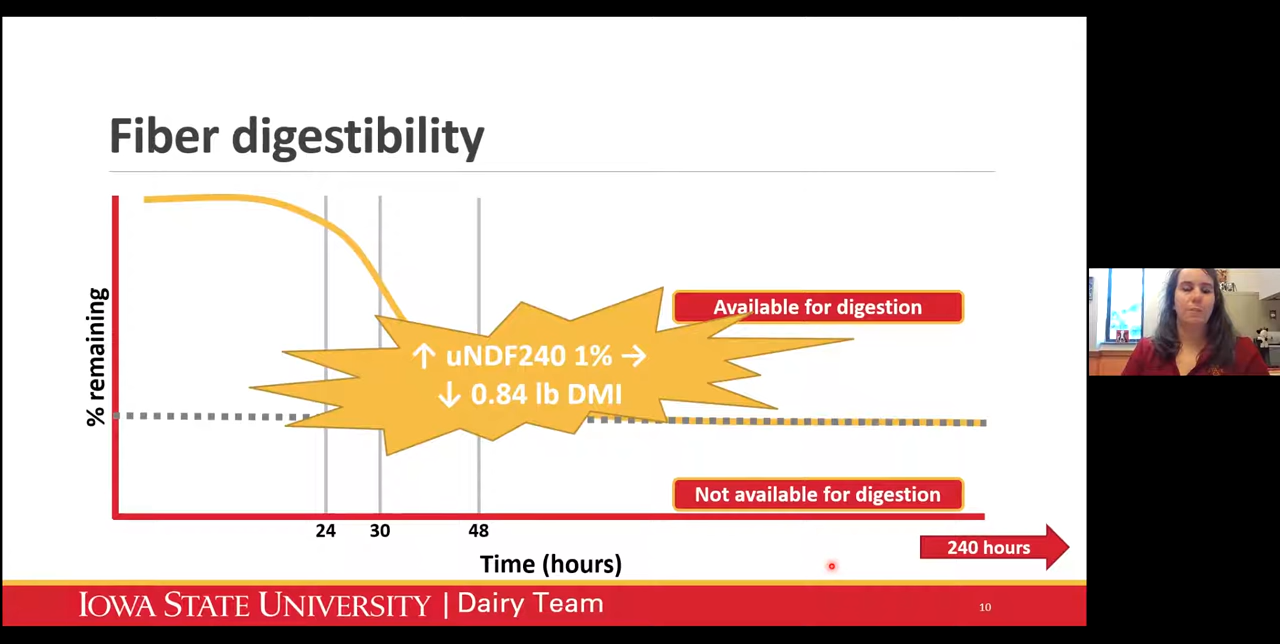 Fiber digestibility
% remaining
Available for digestion
↑ uNDF240 1% →
↓ 0.84 lb DMI
Not available for digestion
24 30 48
Time (hours)
240 hours
IOWA STATE UNIVERSITY | Dairy Team
10